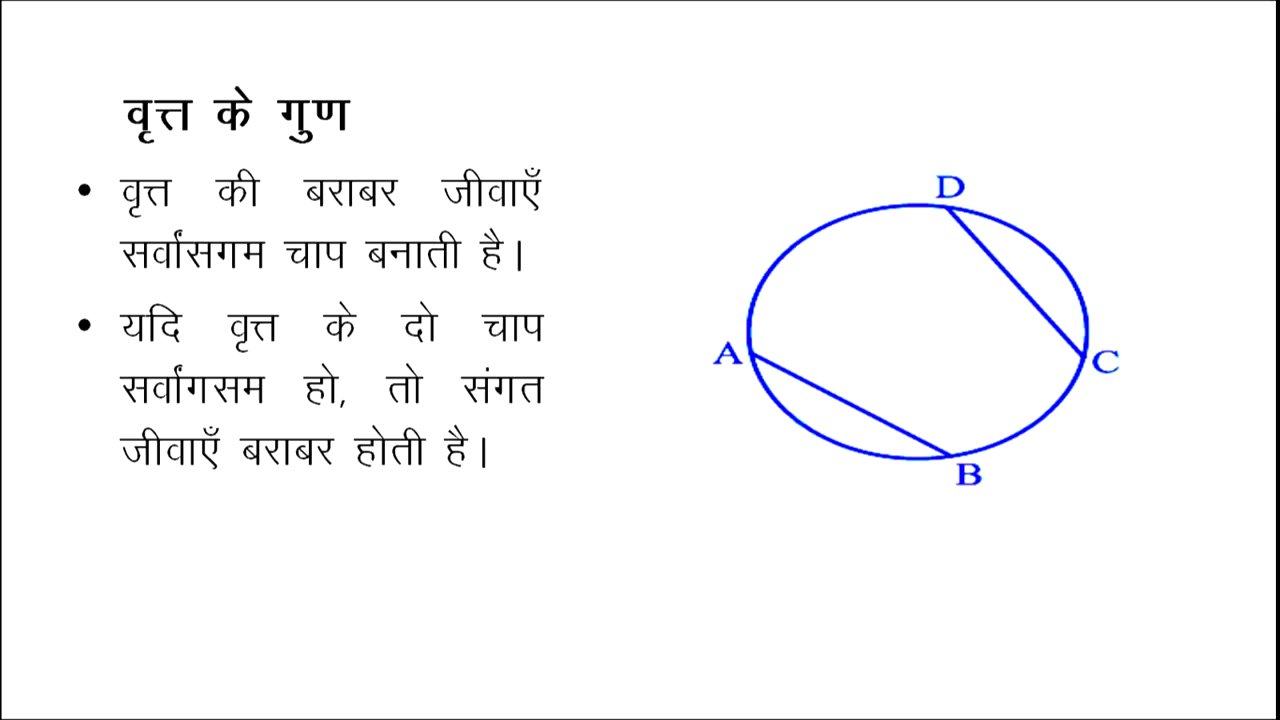 वृत्त के गुण
• वृत्त की बराबर जीवाएँ
सर्वांसगम चाप बनाती है।
• यदि वृत्त के दो चाप
सर्वांगसम हो, तो संगत
जीवाएँ बराबर होती है।
D
A
C
B